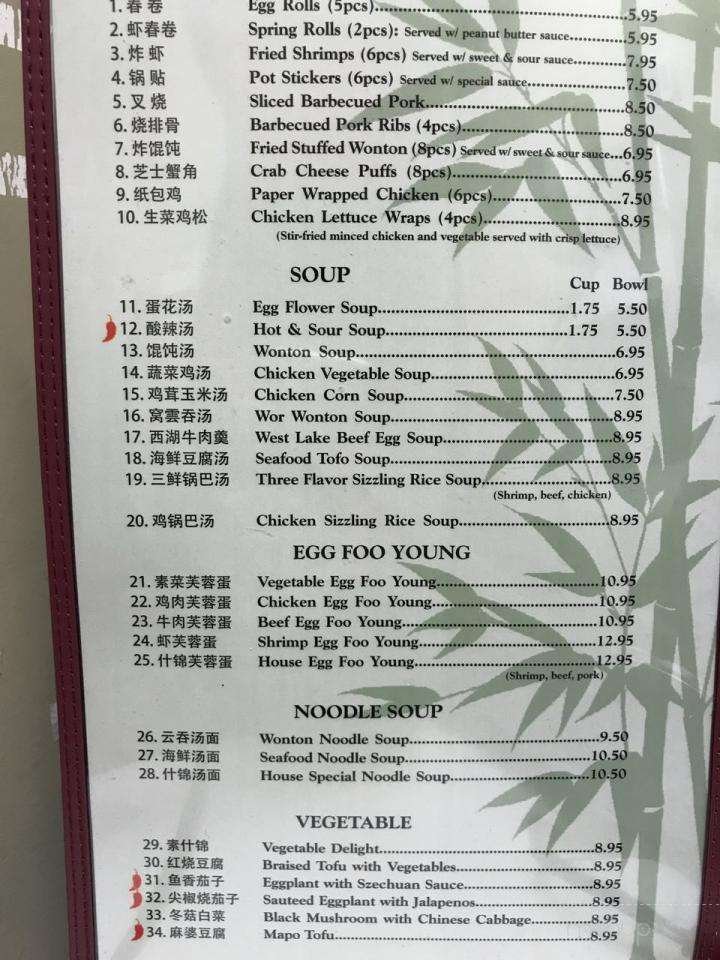 1. 春 卷 Egg Rolls (5pcs)..........5.95
2. 虾春卷 Spring Rolls (2pcs): Served w/ peanut butter sauce..........5.95
3. 炸 虾 Fried Shrimps (6pcs) Served w/ sweet & sour sauce..........7.95
4. 锅 贴 Pot Stickers (6pcs) Served w/ special sauce..........7.50
5. 叉 烧 Sliced Barbecued Pork..........8.50
6. 烧排骨 Barbecued Pork Ribs (4pcs)..........8.50
7. 炸馄饨 Fried Stuffed Wonton (8pcs) Served w/ sweet & sour sauce...6.95
8. 芝士蟹角 Crab Cheese Puffs (8pcs)..........6.95
9. 纸包鸡 Paper Wrapped Chicken (6pcs)..........7.50
10. 生菜鸡松 Chicken Lettuce Wraps (4pcs)..........8.95
(Stir-fried minced chicken and vegetable served with crisp lettuce)
SOUP
Cup Bowl
11. 蛋花汤 Egg Flower Soup..........1.75 5.50
12. 酸辣汤 Hot & Sour Soup..........1.75 5.50
13. 馄饨汤 Wonton Soup..........6.95
14. 蔬菜鸡汤 Chicken Vegetable Soup..........6.95
15. 鸡茸玉米汤 Chicken Corn Soup..........7.50
16. 窝雲吞汤 Wor Wonton Soup..........8.95
17. 西湖牛肉羹 West Lake Beef Egg Soup..........8.95
18. 海鲜豆腐汤 Seafood Tofo Soup..........8.95
19. 三鲜锅巴汤 Three Flavor Sizzling Rice Soup..........8.95
(Shrimp, beef, chicken)
20. 鸡锅巴汤 Chicken Sizzling Rice Soup..........8.95
EGG FOO YOUNG
21. 素菜芙蓉蛋 Vegetable Egg Foo Young..........10.95
22. 鸡肉芙蓉蛋 Chicken Egg Foo Young..........10.95
23. 牛肉芙蓉蛋 Beef Egg Foo Young..........10.95
24. 虾芙蓉蛋 Shrimp Egg Foo Young..........12.95
25. 什锦芙蓉蛋 House Egg Foo Young..........12.95
(Shrimp, beef, pork)
NOODLE SOUP
26. 云吞汤面 Wonton Noodle Soup..........9.50
27. 海鲜汤面 Seafood Noodle Soup..........10.50
28. 什锦汤面 House Special Noodle Soup..........10.50
VEGETABLE
29. 素什锦 Vegetable Delight..........8.95
30. 红烧豆腐 Braised Tofu with Vegetables..........8.95
31. 鱼香茄子 Eggplant with Szechuan Sauce..........8.95
32. 尖椒烧茄子 Sauteed Eggplant with Jalapenos..........8.95
33. 冬菇白菜 Black Mushroom with Chinese Cabbage..........8.95
34. 麻婆豆腐 Mapo Tofu..........8.95